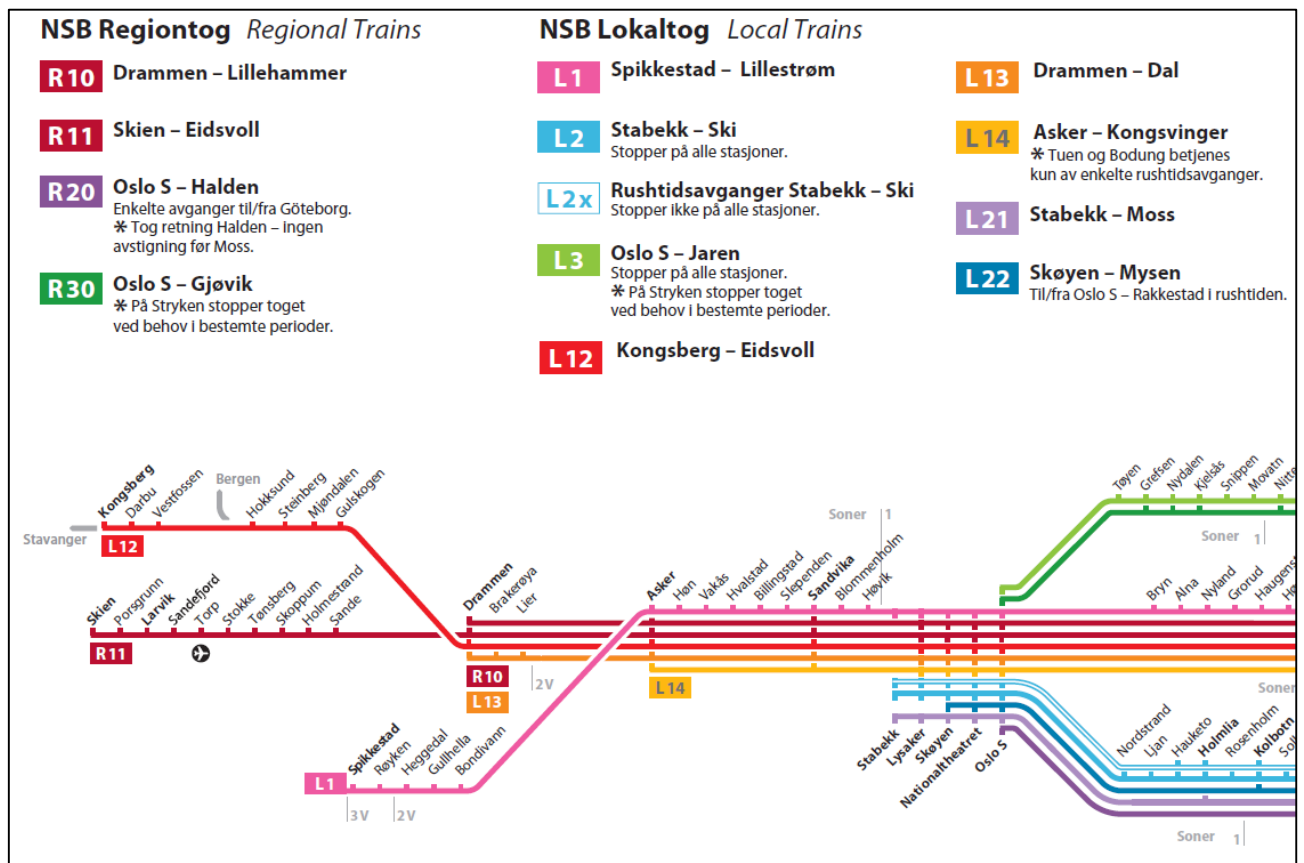 NSB Regiontog Regional Trains
R10 Drammen – Lillehammer
R11 Skien – Eidsvoll
R20 Oslo S – Halden
Enkelte avganger til/fra Göteborg.
* Tog retning Halden – Ingen
avstigning før Moss.
R30 Oslo S – Gjøvik
* På Stryken stopper toget
ved behov i bestemte perioder.
NSB Lokaltog Local Trains
L1 Spikkestad – Lillestrøm
L2 Stabekk – Ski
Stopper på alle stasjoner.
L2x Rushtidsavganger Stabekk – Ski
Stopper ikke på alle stasjoner.
L3 Oslo S – Jaren
Stopper på alle stasjoner.
* På Stryken stopper toget
ved behov i bestemte perioder.
L12 Kongsberg – Eidsvoll
L13 Drammen – Dal
L14 Asker – Kongsvinger
* Tuen og Bodung betjenes
kun av enkelte rushtidsavganger.
L21 Stabekk – Moss
L22 Skøyen – Mysen
Til/fra Oslo S – Rakkestad i rushtiden.
Stavanger
Kongsberg
Darbu
Vestfossen
Bergen
Hokksund
Steinberg
Mjøndalen
Gulskogen
L12
Skien
Porsgrunn
Larvik
Sandefjord
Torp
Stokke
Tønsberg
Skoppum
Holmestrand
Sande
R11
Drammen
Brakerøya
Lier
R10
L13
2V
L1
Spikkestad
Røyken
Heggedal
Gullhella
Bondivann
3V
2V
Asker
Høn
Vakås
Hvalstad
Billingstad
Slependen
Sandvika
Blommenholm
Høvik
Soner 1
L14
Stabekk
Lysaker
Skøyen
Nationaltheatret
Oslo S
Tøyen
Grefsen
Nydalen
Kjelsås
Snippen
Movatn
Nitte
Soner 1
Bryn
Alna
Nyland
Grorud
Haugenst
Hø
Soner
Nordstrand
Ljan
Hauketo
Holmlia
Rosenholm
Kolbotn
Sol
Soner 1